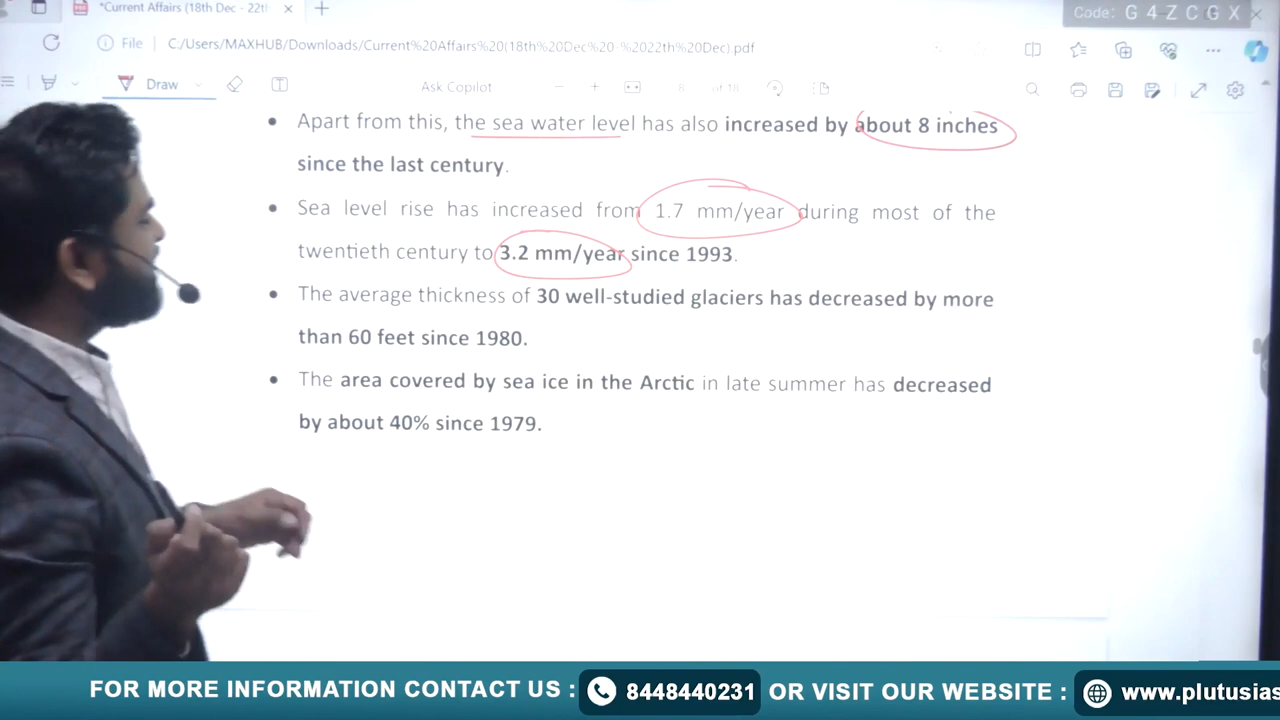 *Current Affairs (18th Dec - 22th
Code: G 4 Z C G X
File
C:/Users/MAXHUB/Downloads/Current%20Affairs%20(18th%20Dec%20-%2022th%20Dec).pdf
Draw
Ask Copilot
of 18
• Apart from this, the sea water level has also increased by about 8 inches
since the last century.
• Sea level rise has increased from 1.7 mm/year during most of the
twentieth century to 3.2 mm/year since 1993.
• The average thickness of 30 well-studied glaciers has decreased by more
than 60 feet since 1980.
• The area covered by sea ice in the Arctic in late summer has decreased
by about 40% since 1979.
FOR MORE INFORMATION CONTACT US : 8448440231 OR VISIT OUR WEBSITE : www.plutusias